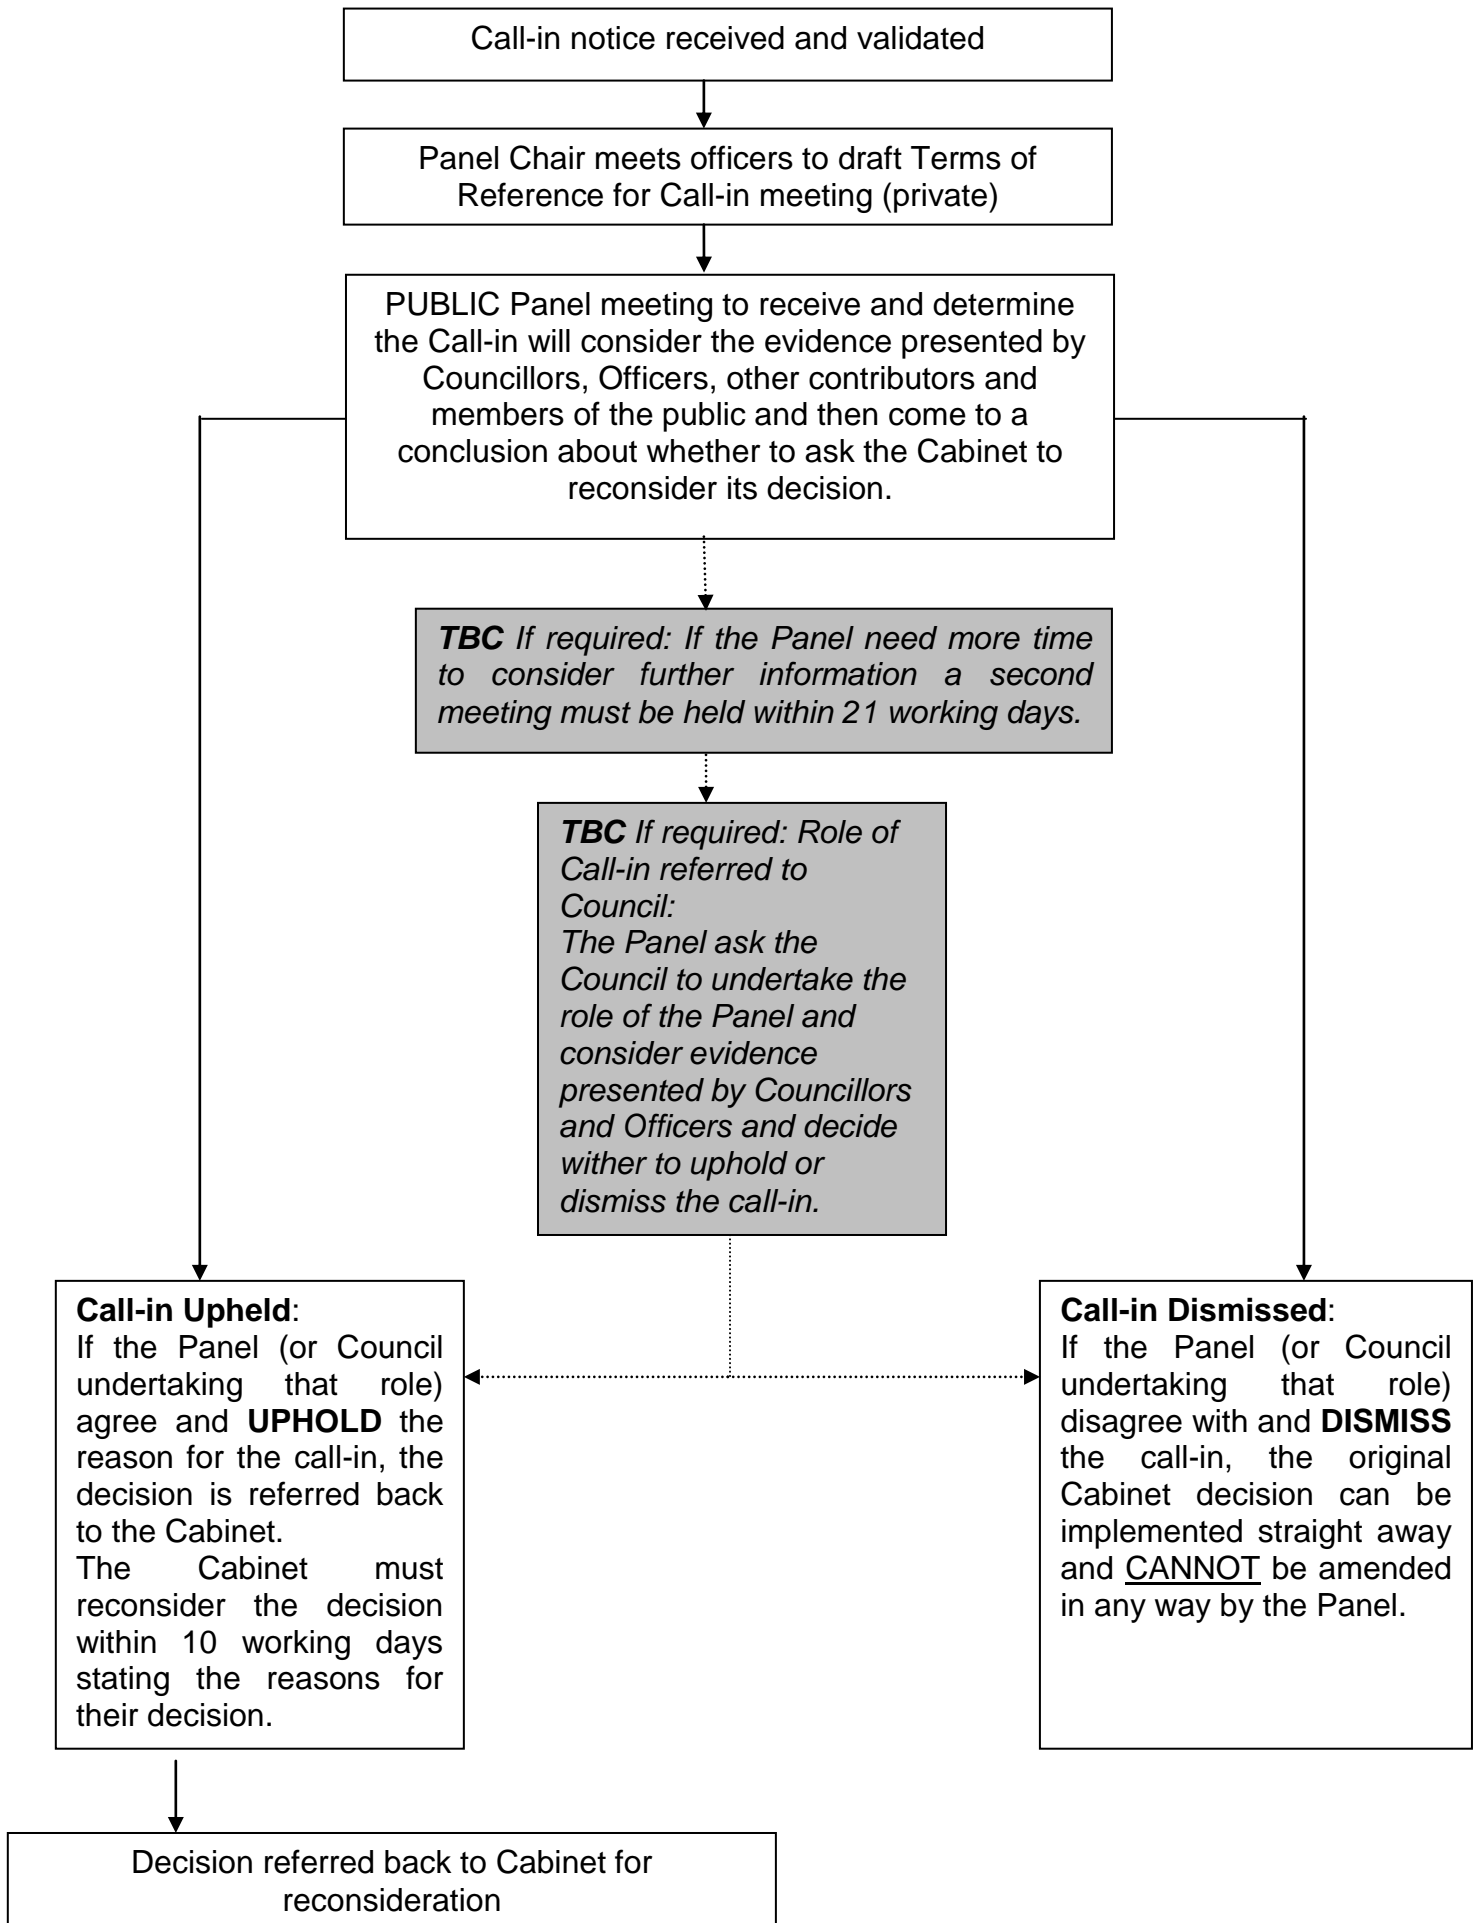 Call-in notice received and validated
Panel Chair meets officers to draft Terms of
Reference for Call-in meeting (private)
PUBLIC Panel meeting to receive and determine
the Call-in will consider the evidence presented by
Councillors, Officers, other contributors and
members of the public and then come to a
conclusion about whether to ask the Cabinet to
reconsider its decision.
TBC If required: If the Panel need more time
to consider further information a second
meeting must be held within 21 working days.
TBC If required: Role of
Call-in referred to
Council:
The Panel ask the
Council to undertake the
role of the Panel and
consider evidence
presented by Councillors
and Officers and decide
wither to uphold or
dismiss the call-in.
Call-in Upheld:
If the Panel (or Council
undertaking that role)
agree and UPHOLD the
reason for the call-in, the
decision is referred back
to the Cabinet.
The Cabinet must
reconsider the decision
within 10 working days
stating the reasons for
their decision.
Call-in Dismissed:
If the Panel (or Council
undertaking that role)
disagree with and DISMISS
the call-in, the original
Cabinet decision can be
implemented straight away
and CANNOT be amended
in any way by the Panel.
Decision referred back to Cabinet for
reconsideration